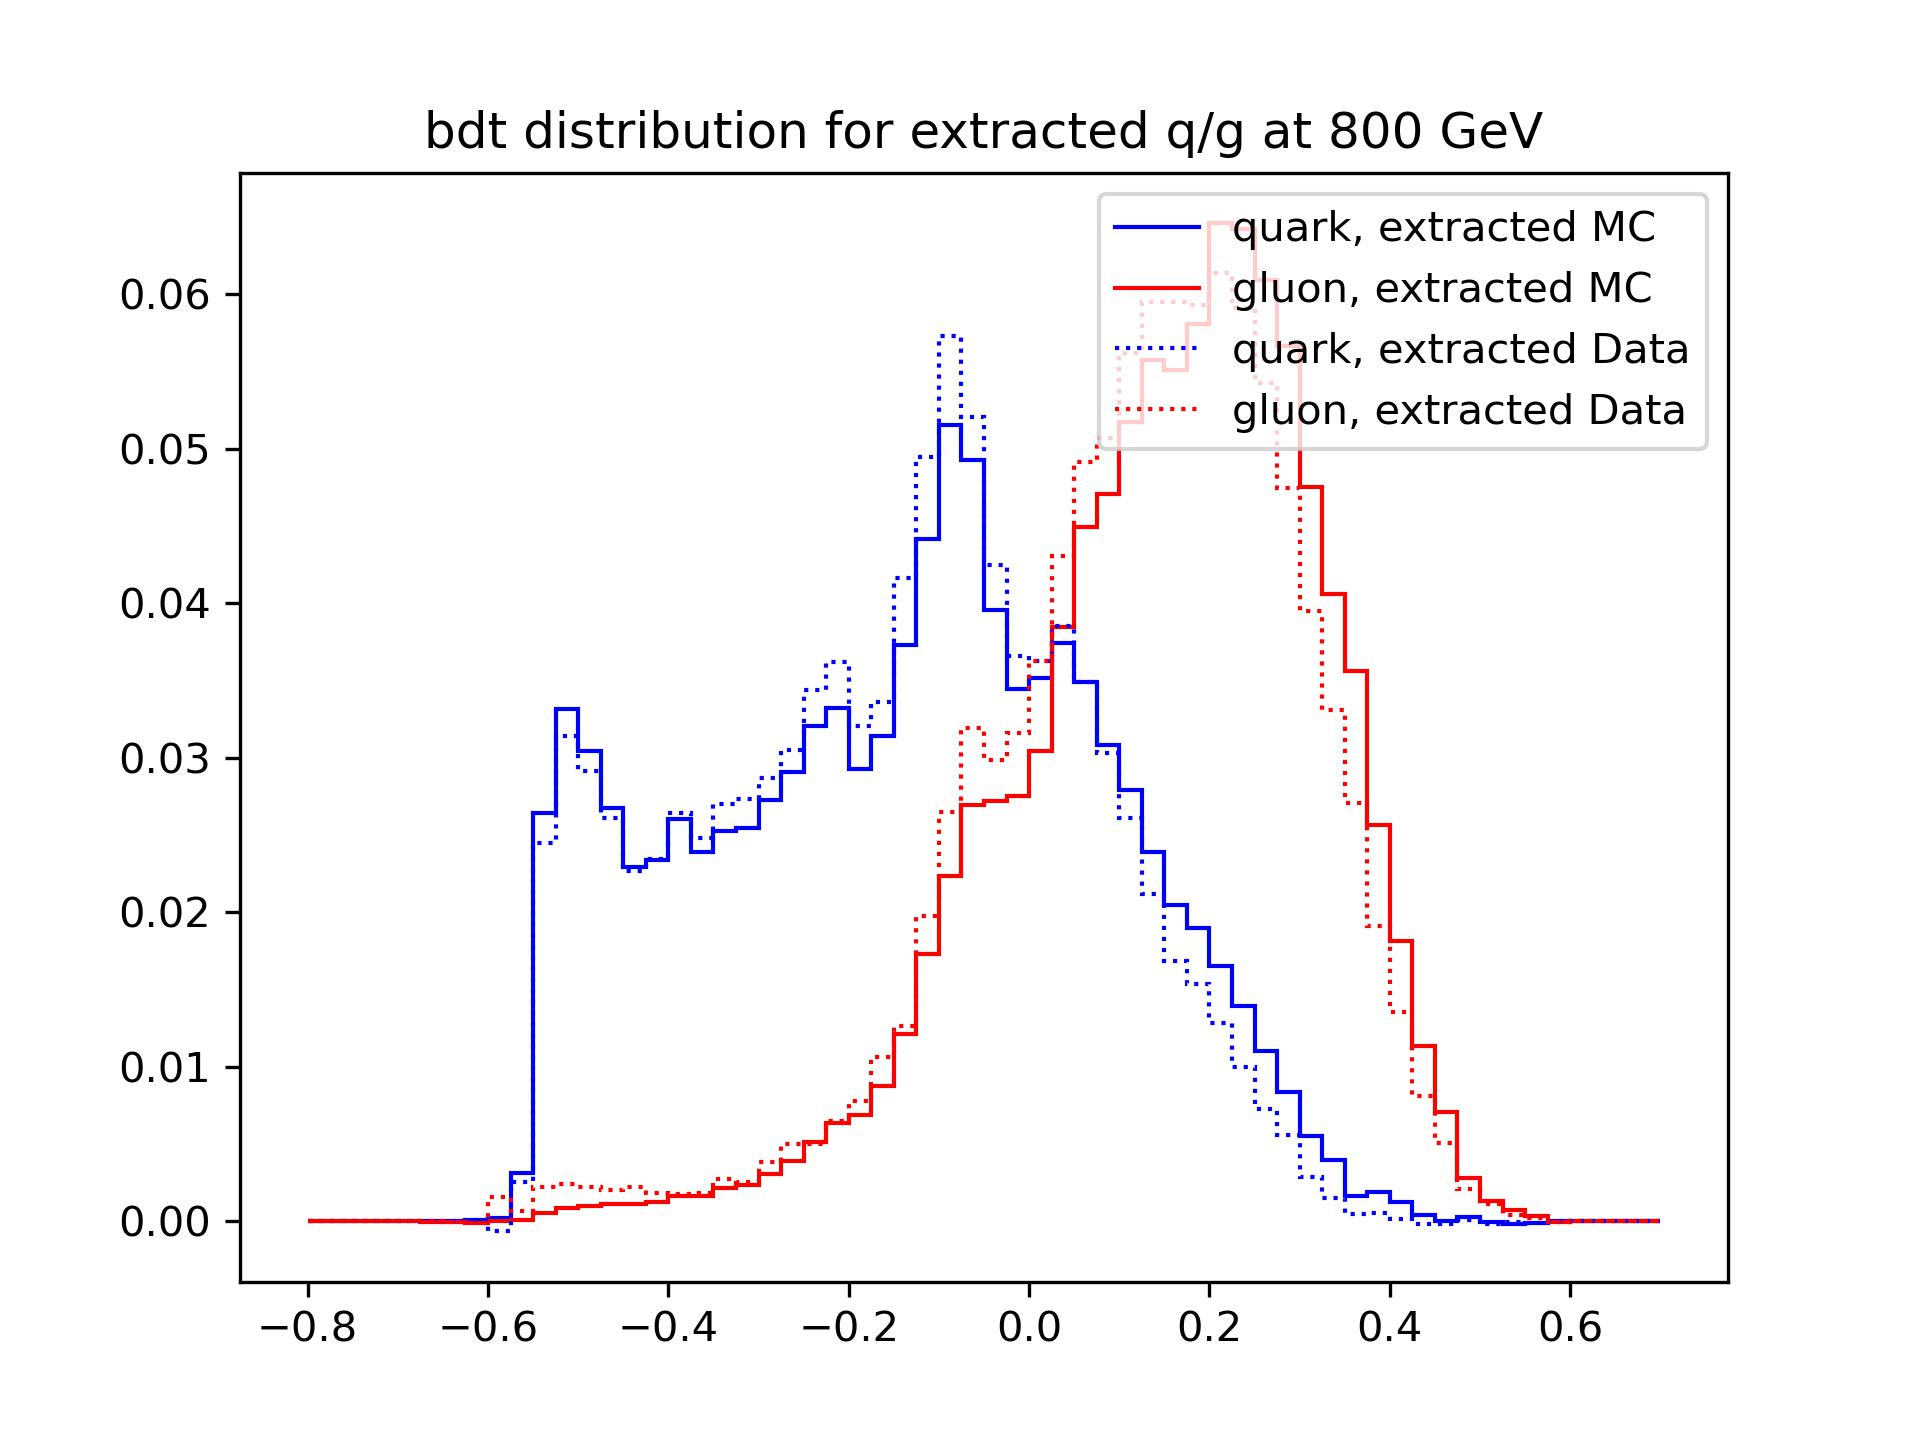 bdt distribution for extracted q/g at 800 GeV
quark, extracted MC
gluon, extracted MC
quark, extracted Data
gluon, extracted Data
0.06
0.05
0.04
0.03
0.02
0.01
0.00
−0.8 −0.6 −0.4 −0.2 0.0 0.2 0.4 0.6